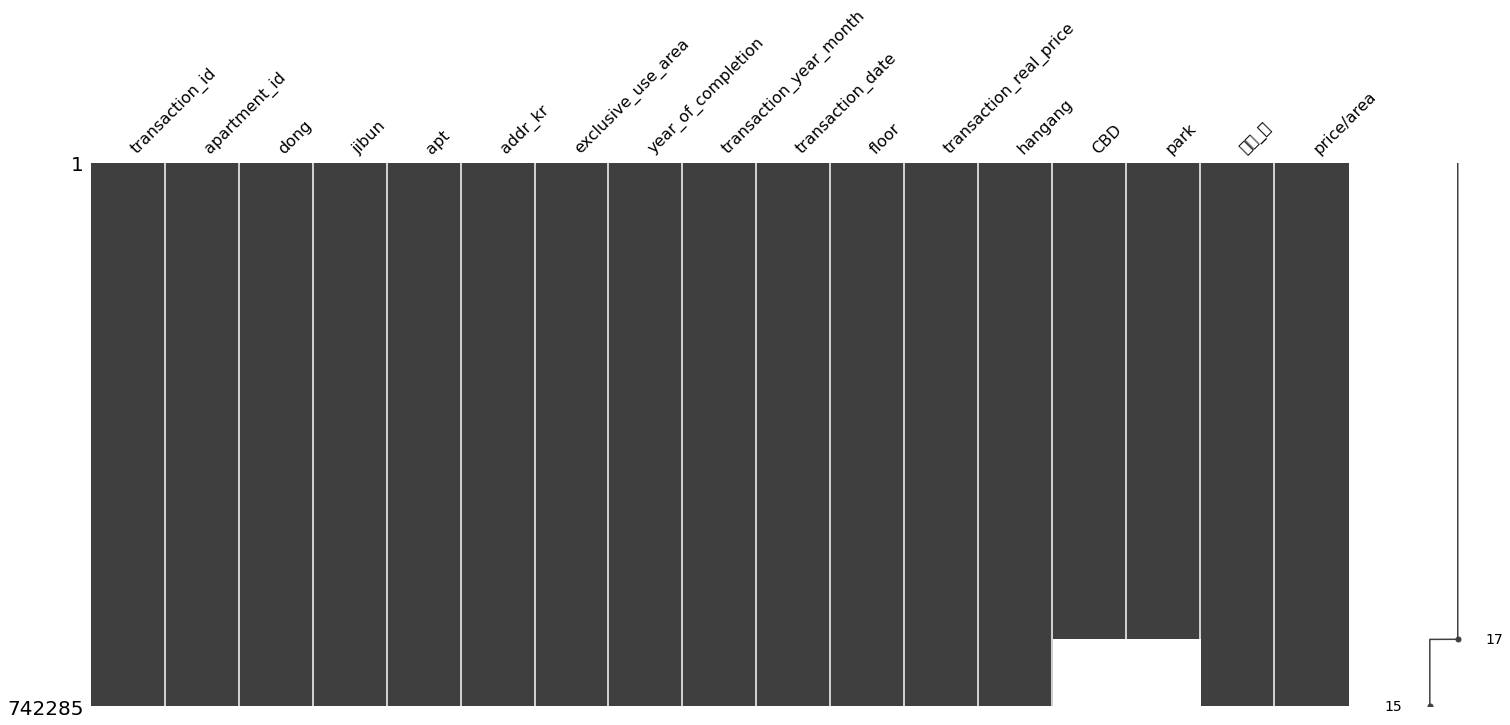 transaction_id
apartment_id
dong
jibun
apt
addr_kr
exclusive_use_area
year_of_completion
transaction_year_month
transaction_date
floor
transaction_real_price
hangang
CBD
park
price/area
1
17
742285
15